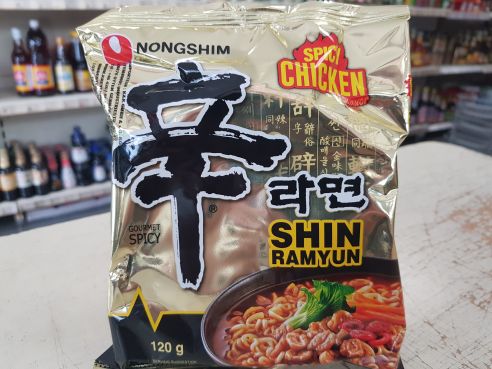 NONGSHIM
SPICY
CHICKEN
辛
라면
®
GOURMET
SPICY
SHIN
RAMYUN
120 g